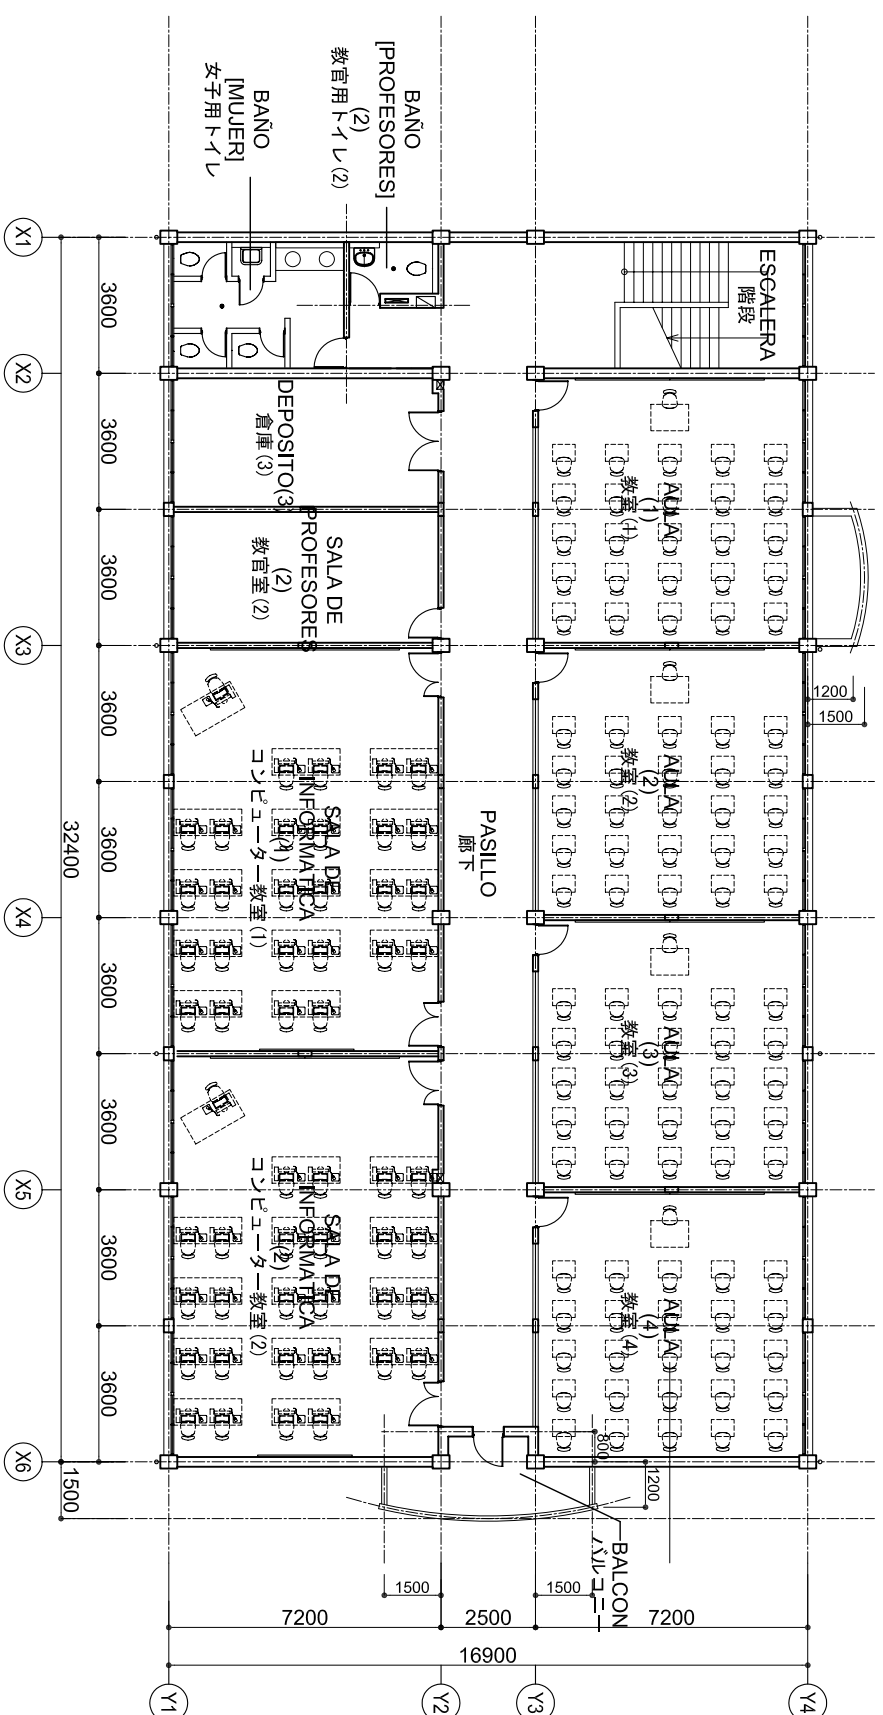 BAÑO
[PROFESORES]
(2)
教官用トイレ(2)
BAÑO
[MUJER]
女子用トイレ
ESCALERA
階段
DEPOSITO(3)
倉庫(3)
SALA DE
PROFESORES
(2)
教官室(2)
AULA
(1)
教室(1)
AULA
(2)
教室(2)
AULA
(3)
教室(3)
AULA
(4)
教室(4)
PASILLO
廊下
SALA DE
INFORMATICA
(1)
コンピューター教室(1)
SALA DE
INFORMATICA
(2)
コンピューター教室(2)
BALCON
バルコニー
X1
X2
X3
X4
X5
X6
3600
3600
3600
3600
3600
3600
3600
3600
3600
32400
1500
1200
1500
800
1200
1500
1500
7200
2500
7200
16900
Y1
Y2
Y3
Y4